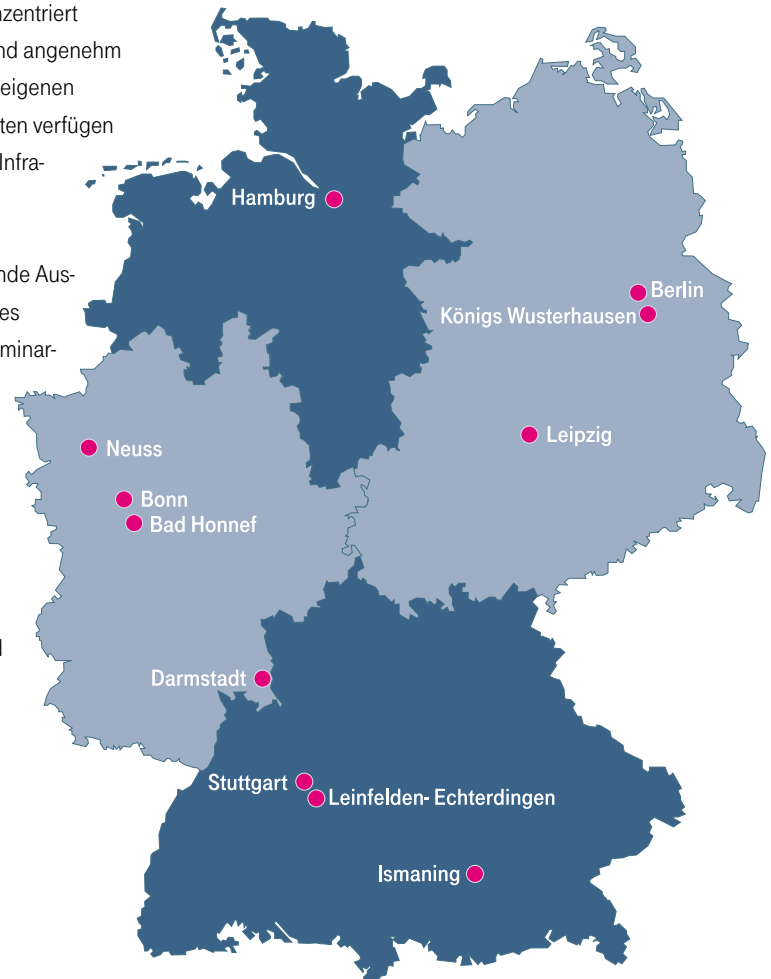 nzentriert
nd angenehm
eigenen
ten verfügen
Infra-
nde Aus-
es
minar-
Hamburg
Berlin
Königs Wusterhausen
Leipzig
Neuss
Bonn
Bad Honnef
Darmstadt
Stuttgart
Leinfelden- Echterdingen
Ismaning